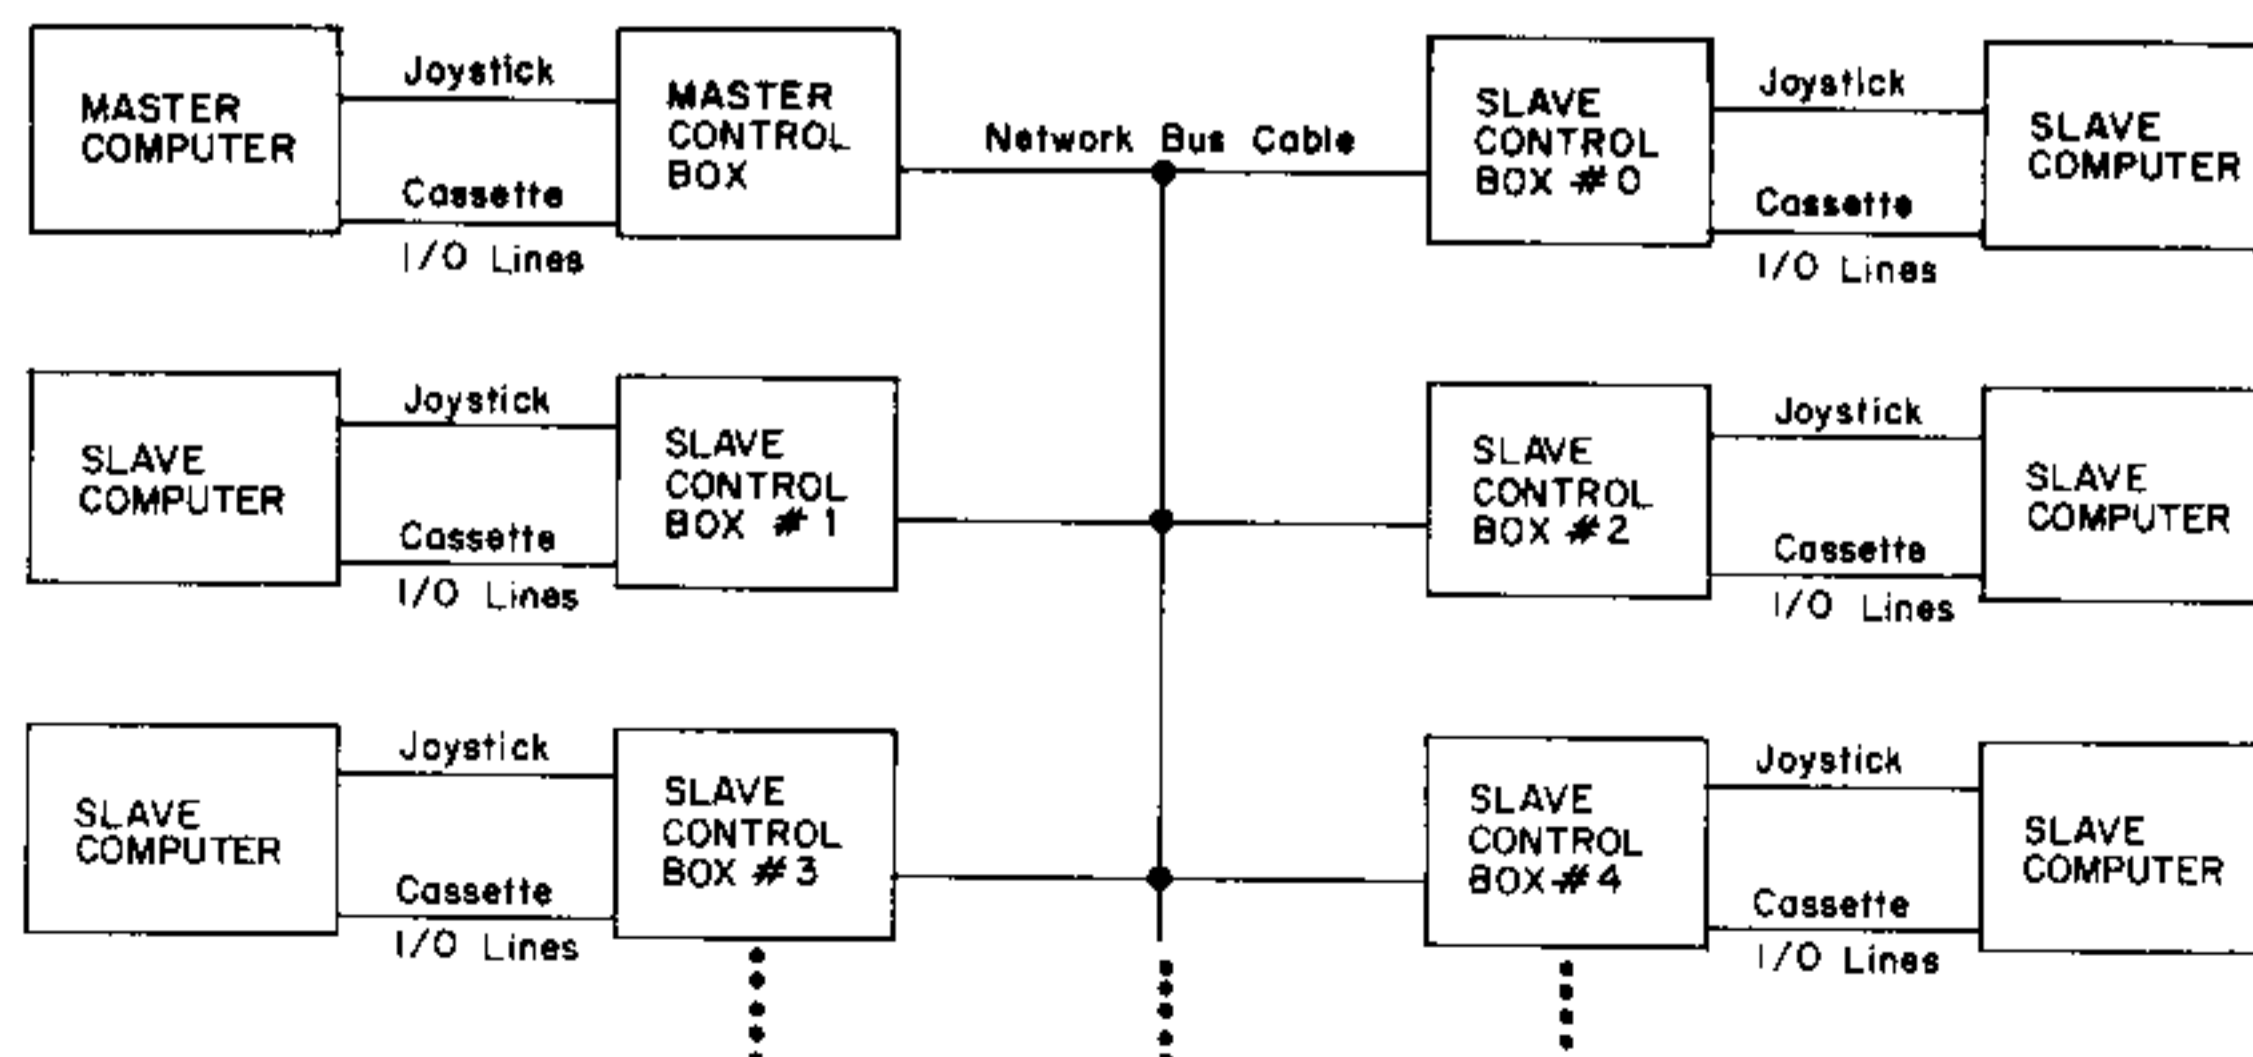 MASTER
COMPUTER
Joystick
Cassette
I/O Lines
MASTER
CONTROL
BOX
Network Bus Cable
SLAVE
CONTROL
BOX #0
Joystick
Cassette
I/O Lines
SLAVE
COMPUTER
SLAVE
COMPUTER
Joystick
Cassette
I/O Lines
SLAVE
CONTROL
BOX #1
SLAVE
CONTROL
BOX #2
Joystick
Cassette
I/O Lines
SLAVE
COMPUTER
SLAVE
COMPUTER
Joystick
Cassette
I/O Lines
SLAVE
CONTROL
BOX #3
SLAVE
CONTROL
BOX #4
Joystick
Cassette
I/O Lines
SLAVE
COMPUTER